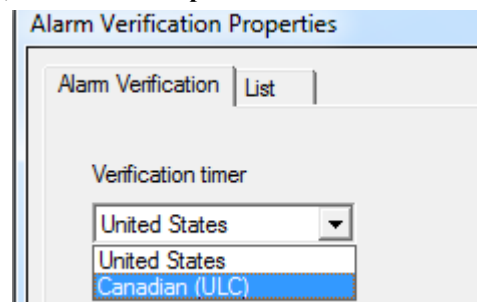 Alarm Verification Properties
Alarm Verification List
Verification timer
United States
United States
Canadian (ULC)